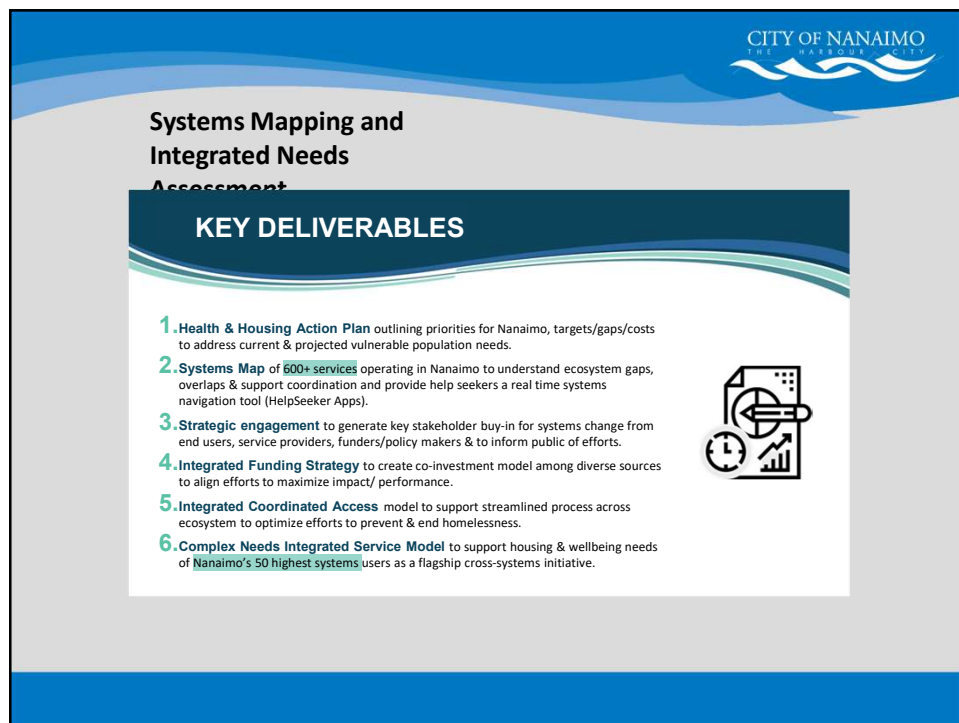 CITY OF NANAIMO
THE HARBOUR CITY
Systems Mapping and
Integrated Needs
Assessment
KEY DELIVERABLES
1.Health & Housing Action Plan outlining priorities for Nanaimo, targets/gaps/costs
to address current & projected vulnerable population needs.
2.Systems Map of 600+ services operating in Nanaimo to understand ecosystem gaps,
overlaps & support coordination and provide help seekers a real time systems
navigation tool (HelpSeeker Apps).
3.Strategic engagement to generate key stakeholder buy-in for systems change from
end users, service providers, funders/policy makers & to inform public of efforts.
4.Integrated Funding Strategy to create co-investment model among diverse sources
to align efforts to maximize impact/ performance.
5.Integrated Coordinated Access model to support streamlined process across
ecosystem to optimize efforts to prevent & end homelessness.
6.Complex Needs Integrated Service Model to support housing & wellbeing needs
of Nanaimo's 50 highest systems users as a flagship cross-systems initiative.